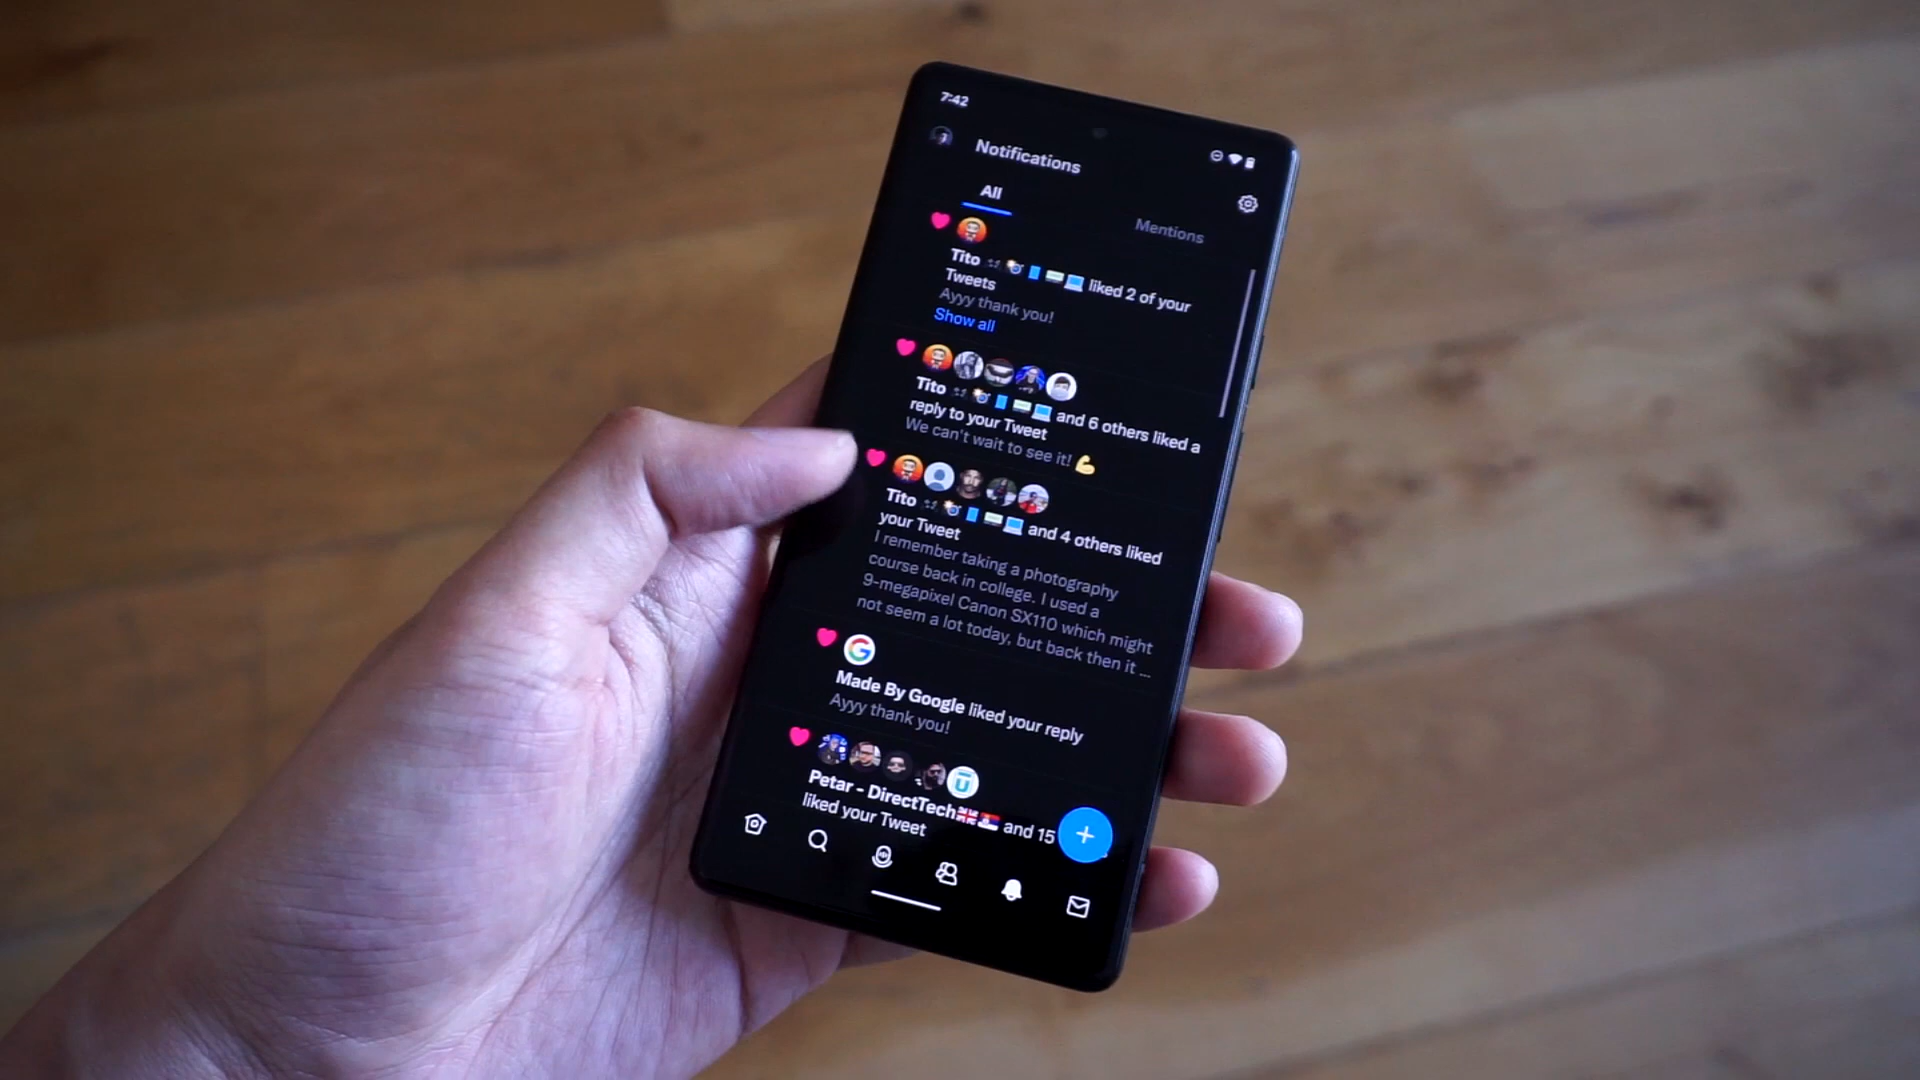 7:42
Notifications
All
Mentions
Tito liked 2 of your
Tweets
Ayyy thank you!
Show all
Tito and 6 others liked a
reply to your Tweet
We can't wait to see it! 💪
Tito and 4 others liked
your Tweet
I remember taking a photography
course back in college. I used a
9-megapixel Canon SX110 which might
not seem a lot today, but back then it ...
G
Made By Google liked your reply
Ayyy thank you!
Petar - DirectTech🇬🇧🇷🇸 and 15
liked your Tweet